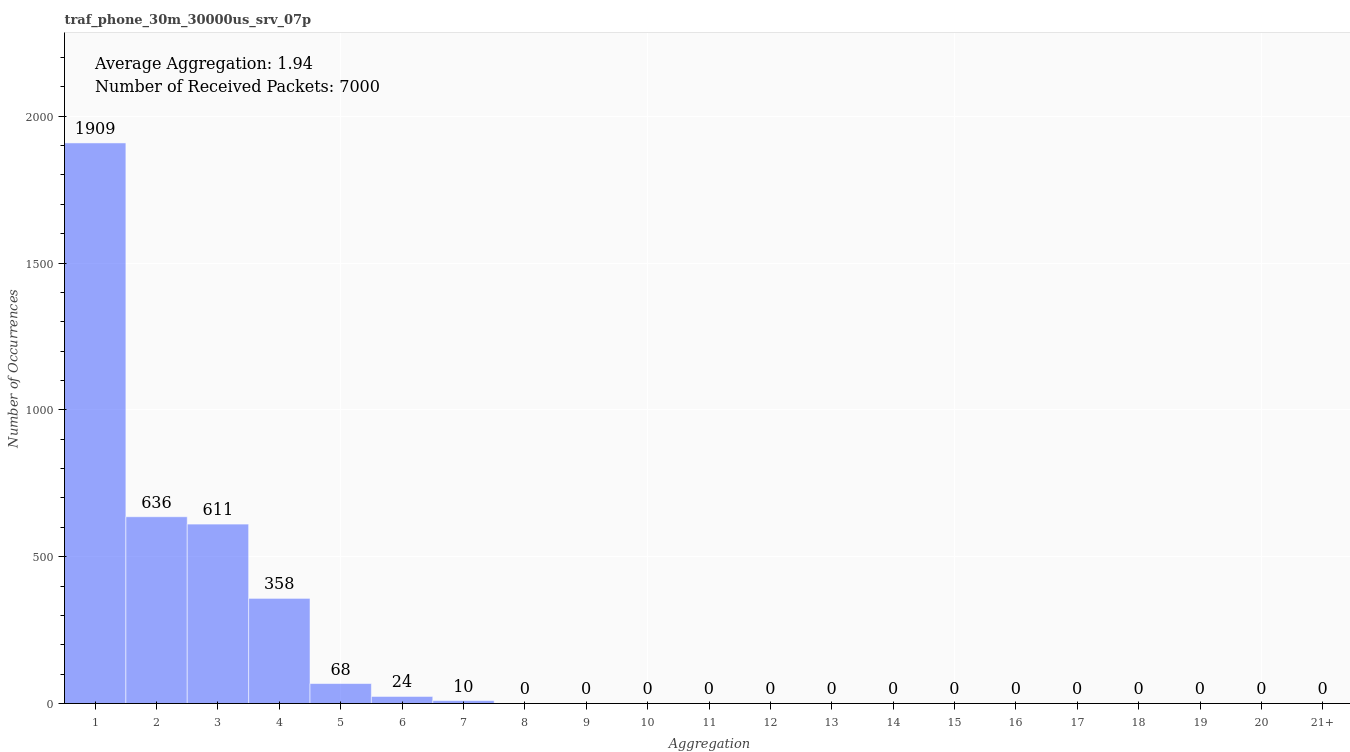 traf_phone_30m_30000us_srv_07p
Average Aggregation: 1.94
Number of Received Packets: 7000
2000
1500
1000
500
0
Number of Occurrences
1909
636
611
358
68
24
10
0 0 0 0 0 0 0 0 0 0 0 0 0 0
1 2 3 4 5 6 7 8 9 10 11 12 13 14 15 16 17 18 19 20 21+
Aggregation